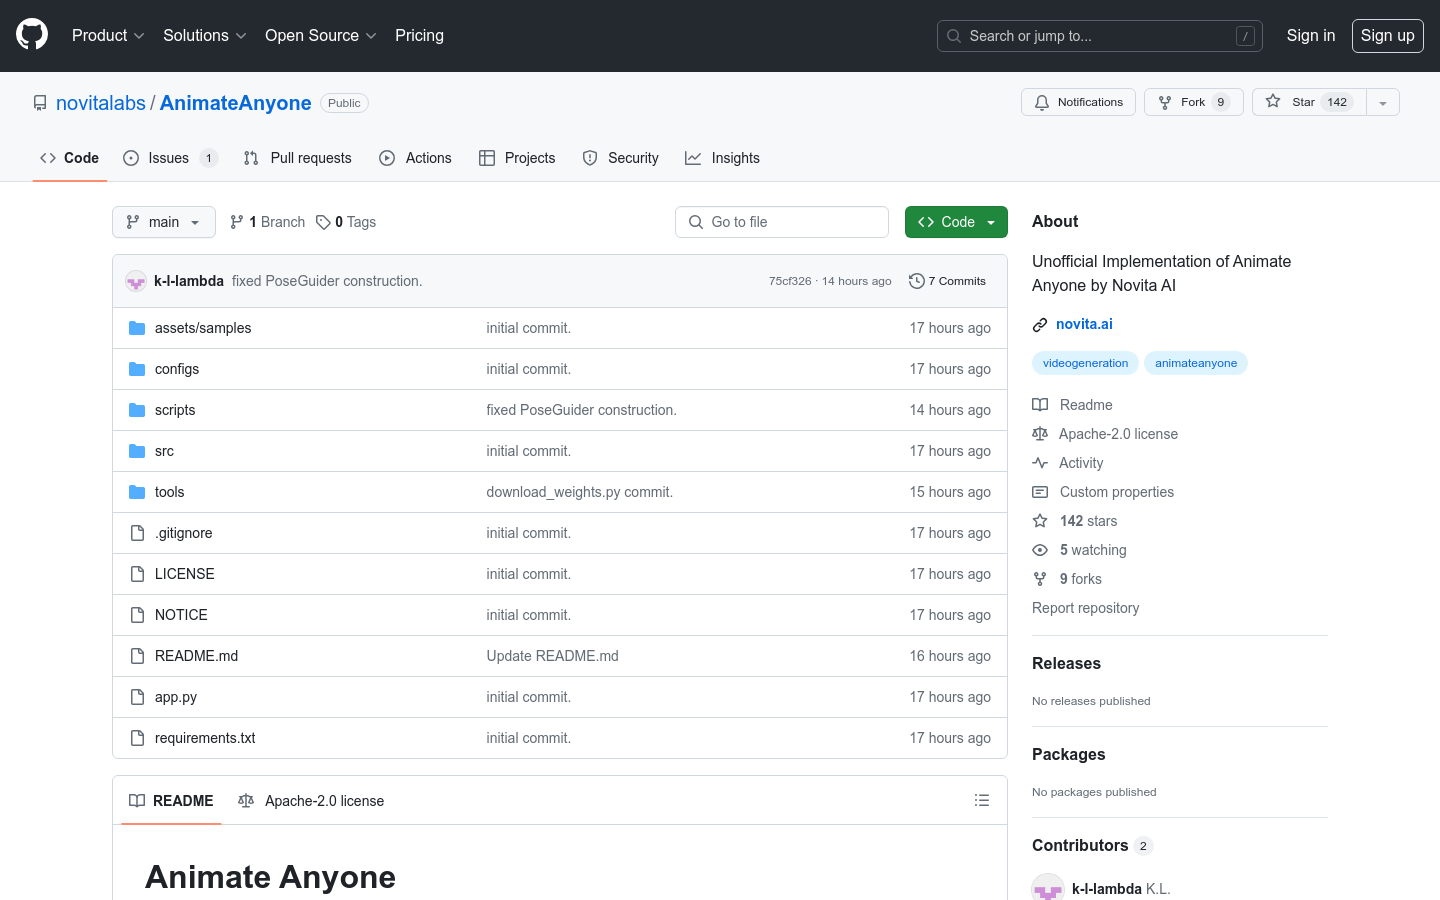 Product Solutions Open Source Pricing Search or jump to... / Sign in Sign up
novitalabs / AnimateAnyone Public Notifications Fork 9 Star 142
Code Issues 1 Pull requests Actions Projects Security Insights
main 1 Branch 0 Tags Go to file Code
k-l-lambda fixed PoseGuider construction. 75cf326 · 14 hours ago 7 Commits
assets/samples initial commit. 17 hours ago
configs initial commit. 17 hours ago
scripts fixed PoseGuider construction. 14 hours ago
src initial commit. 17 hours ago
tools download_weights.py commit. 15 hours ago
.gitignore initial commit. 17 hours ago
LICENSE initial commit. 17 hours ago
NOTICE initial commit. 17 hours ago
README.md Update README.md 16 hours ago
app.py initial commit. 17 hours ago
requirements.txt initial commit. 17 hours ago
README Apache-2.0 license
Animate Anyone
About
Unofficial Implementation of Animate
Anyone by Novita AI
novita.ai
videogeneration animateanyone
Readme
Apache-2.0 license
Activity
Custom properties
142 stars
5 watching
9 forks
Report repository
Releases
No releases published
Packages
No packages published
Contributors 2
k-l-lambda K.L.